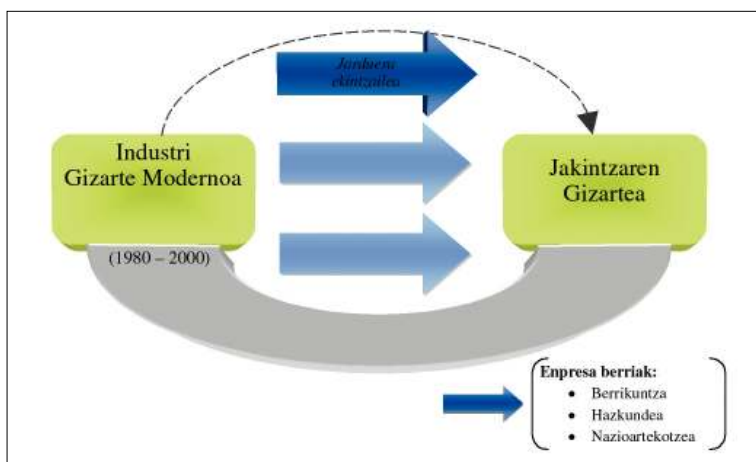 Jarduera
ekintzailea
Industri
Gizarte Modernoa
Jakintzaren
Gizartea
(1980 – 2000)
Enpresa berriak:
• Berrikuntza
• Hazkundea
• Nazioartekotzea